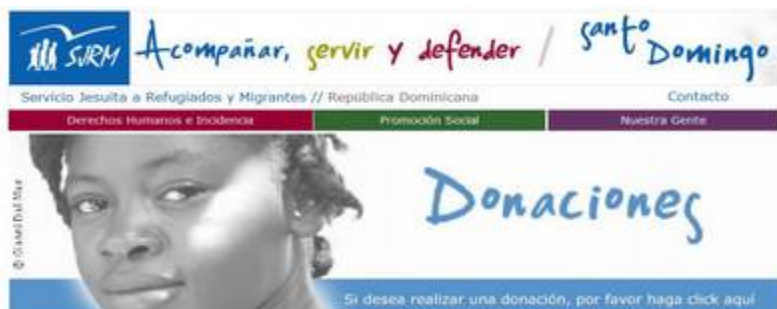 SJRM Acompañar, servir y defender / Santo Domingo
Servicio Jesuita a Refugiados y Migrantes // República Dominicana Contacto
Derechos Humanos e Incidencia Promoción Social Nuestra Gente
Donaciones
Si desea realizar una donación, por favor haga click aquí